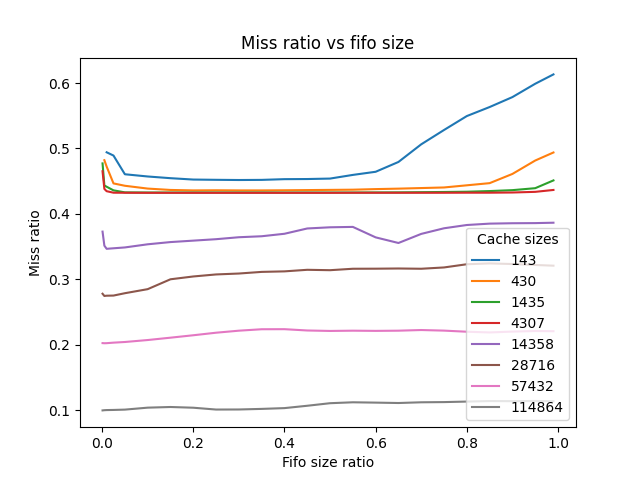 Miss ratio vs fifo size
0.6
0.5
0.4
0.3
0.2
0.1
Miss ratio
Cache sizes
143
430
1435
4307
14358
28716
57432
114864
0.0 0.2 0.4 0.6 0.8 1.0
Fifo size ratio